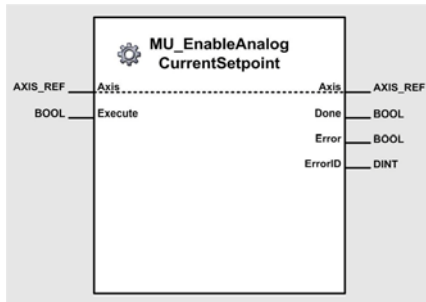 MU_EnableAnalog
CurrentSetpoint
AXIS_REF Axis Axis AXIS_REF
BOOL Execute Done BOOL
Error BOOL
ErrorID DINT